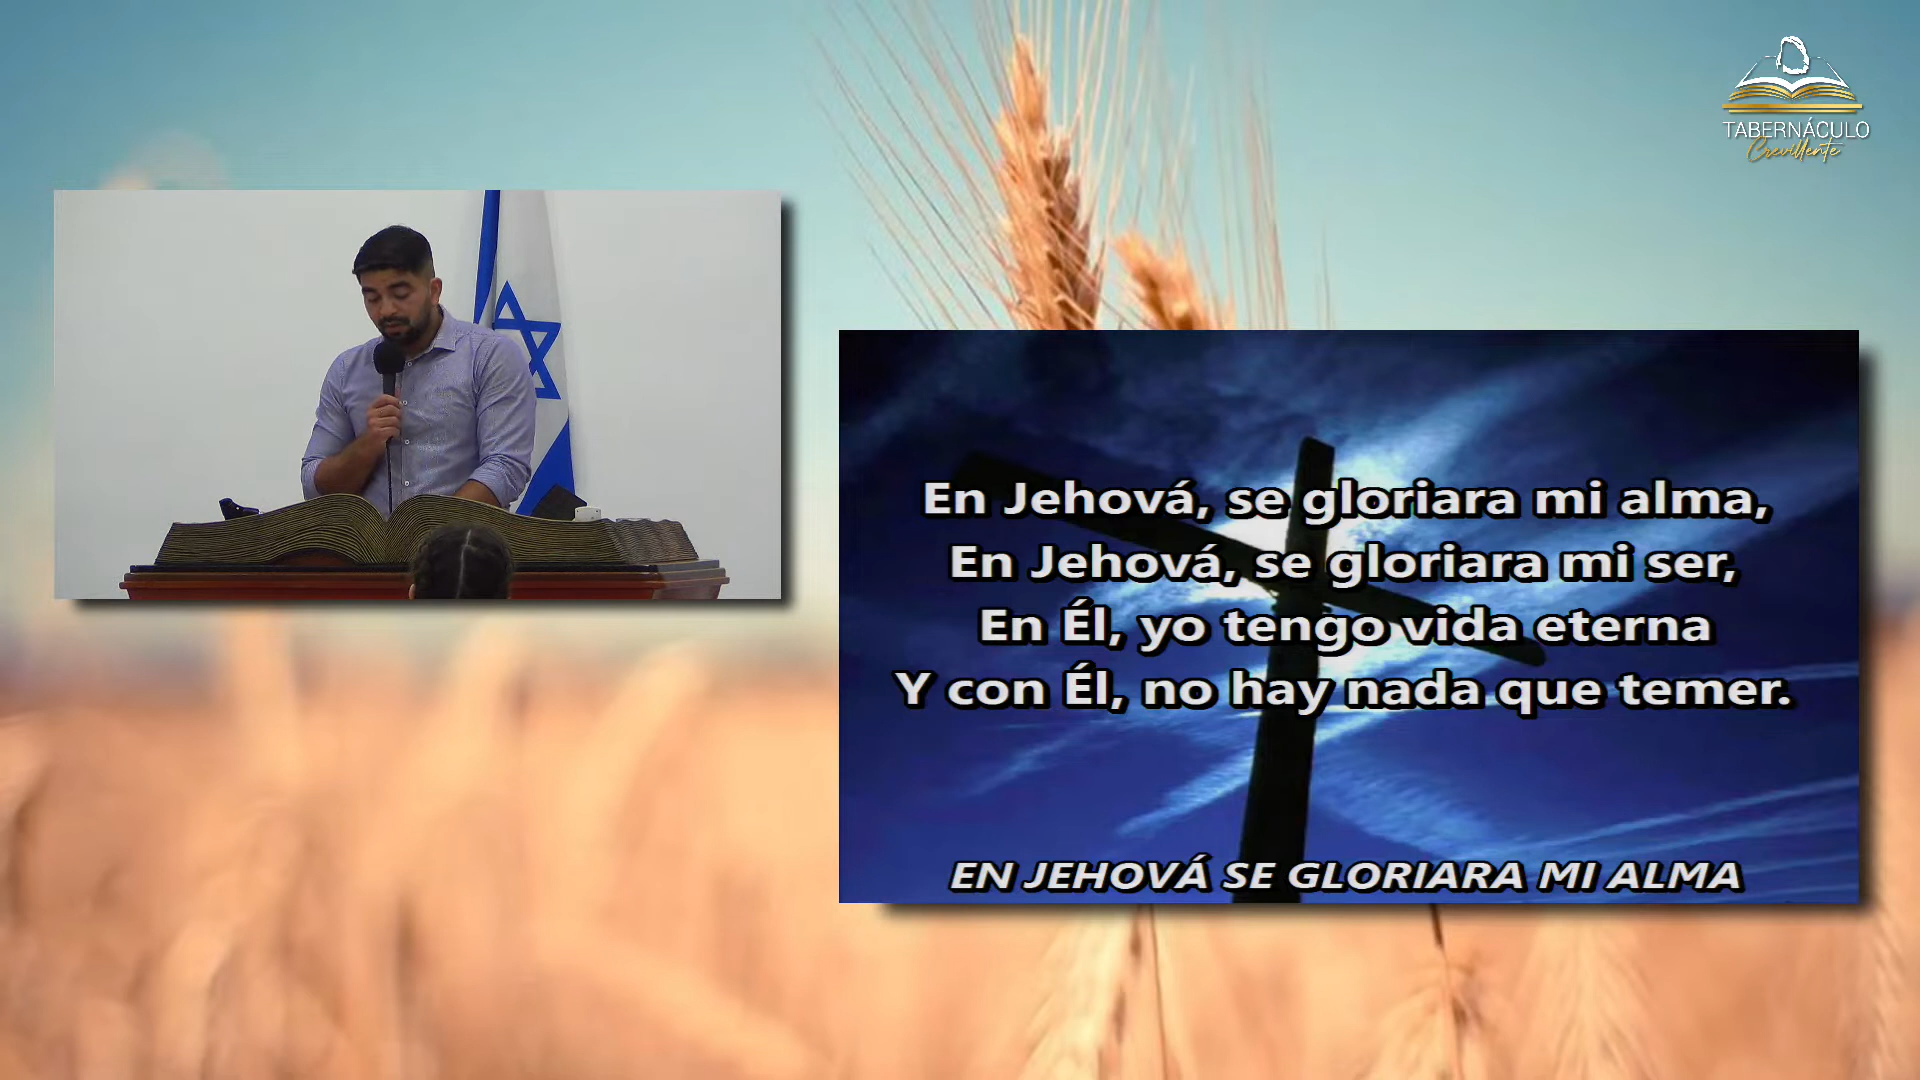 TABERNÁCULO
Crevillente
En Jehová, se gloriara mi alma,
En Jehová, se gloriara mi ser,
En Él, yo tengo vida eterna
Y con Él, no hay nada que temer.
EN JEHOVÁ SE GLORIARA MI ALMA